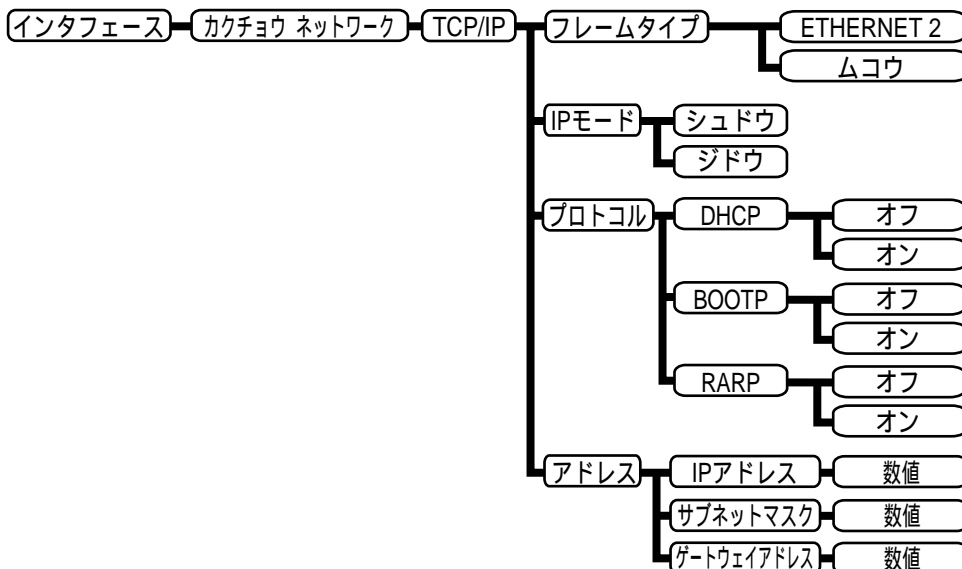 インタフェース カクチョウ ネットワーク TCP/IP フレームタイプ ETHERNET 2
ムコウ
IPモード シュドウ
ジドウ
プロトコル DHCP オフ
オン
BOOTP オフ
オン
RARP オフ
オン
アドレス IPアドレス 数値
サブネットマスク 数値
ゲートウェイアドレス 数値